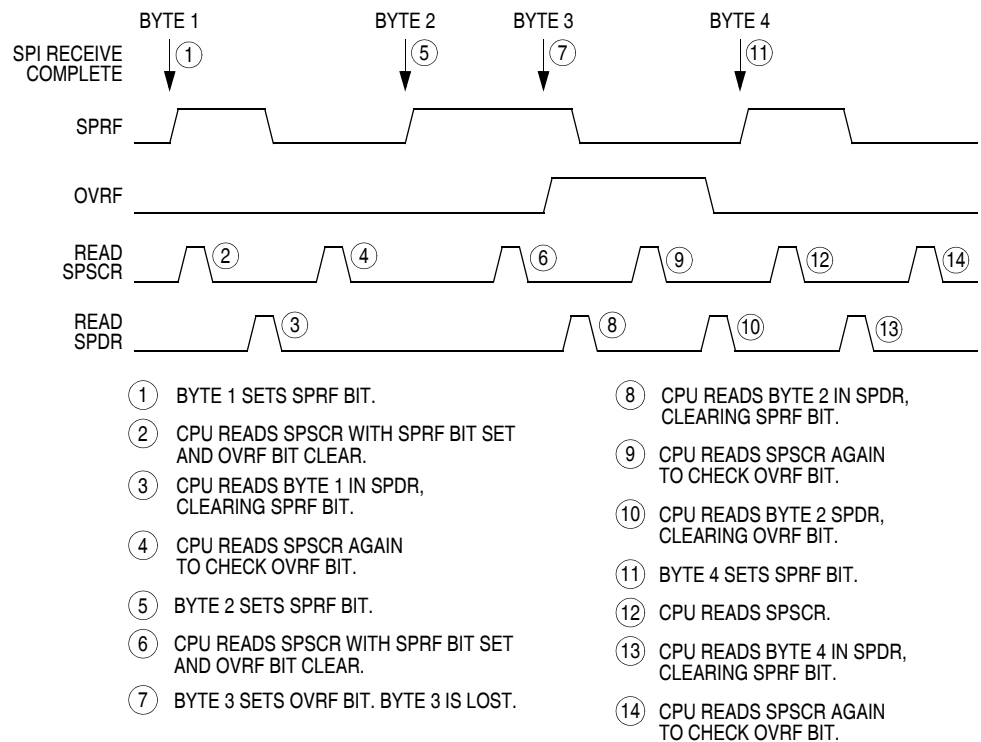 BYTE 1 BYTE 2 BYTE 3 BYTE 4
SPI RECEIVE
COMPLETE
1 5 7 11
SPRF
OVRF
READ
SPSCR
2 4 6 9 12 14
READ
SPDR
3 8 10 13
1 BYTE 1 SETS SPRF BIT.
2 CPU READS SPSCR WITH SPRF BIT SET
AND OVRF BIT CLEAR.
3 CPU READS BYTE 1 IN SPDR,
CLEARING SPRF BIT.
4 CPU READS SPSCR AGAIN
TO CHECK OVRF BIT.
5 BYTE 2 SETS SPRF BIT.
6 CPU READS SPSCR WITH SPRF BIT SET
AND OVRF BIT CLEAR.
7 BYTE 3 SETS OVRF BIT. BYTE 3 IS LOST.
8 CPU READS BYTE 2 IN SPDR,
CLEARING SPRF BIT.
9 CPU READS SPSCR AGAIN
TO CHECK OVRF BIT.
10 CPU READS BYTE 2 SPDR,
CLEARING OVRF BIT.
11 BYTE 4 SETS SPRF BIT.
12 CPU READS SPSCR.
13 CPU READS BYTE 4 IN SPDR,
CLEARING SPRF BIT.
14 CPU READS SPSCR AGAIN
TO CHECK OVRF BIT.